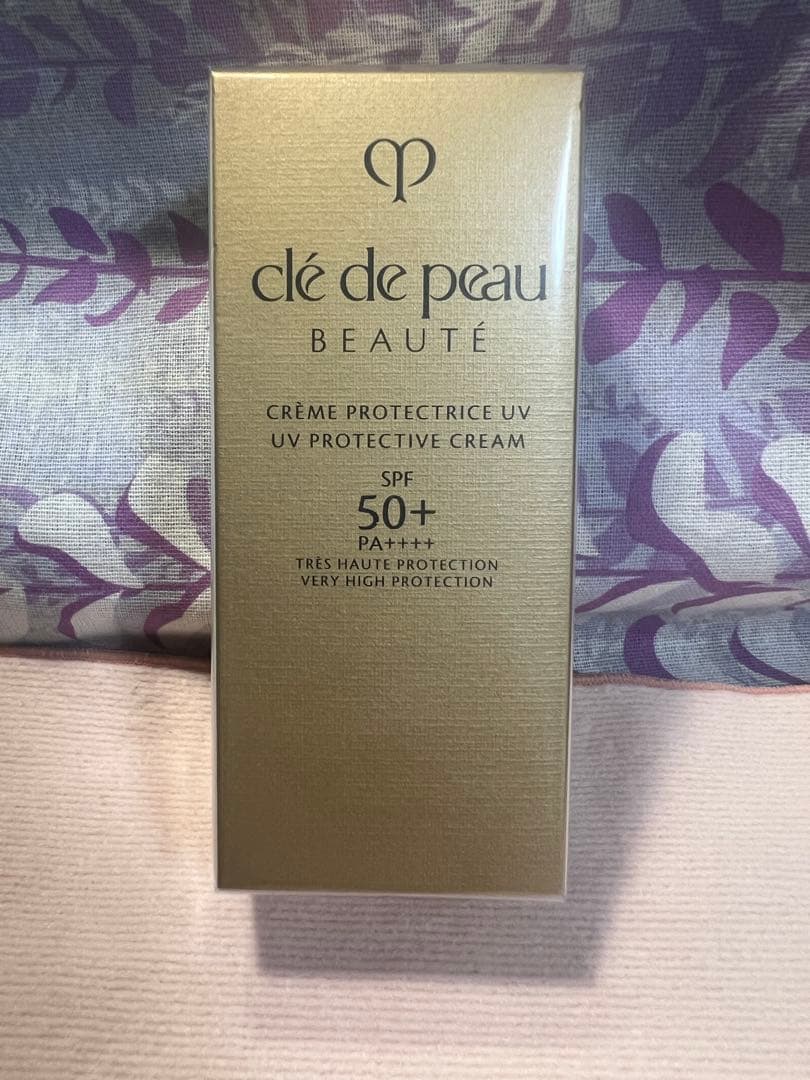 clé de peau
BEAUTÉ
CRÈME PROTECTRICE UV
UV PROTECTIVE CREAM
SPF
50+
PA++++
TRÈS HAUTE PROTECTION
VERY HIGH PROTECTION